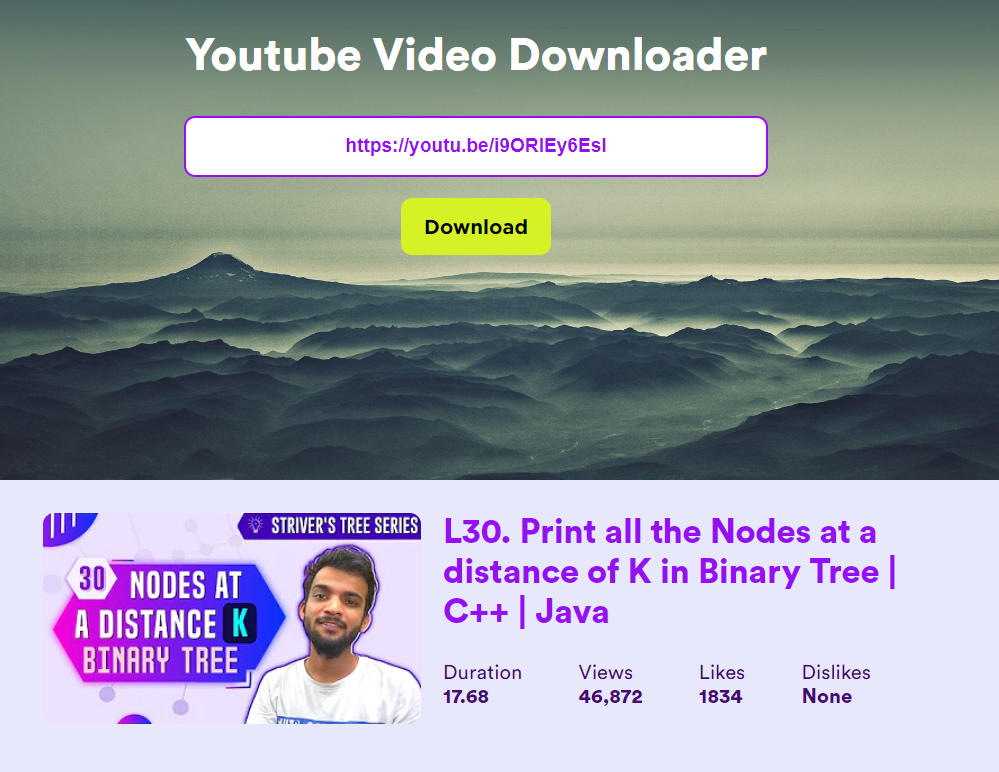 Youtube Video Downloader
https://youtu.be/i9ORlEy6EsI
Download
STRIVER'S TREE SERIES
30 NODES AT
A DISTANCE K
BINARY TREE
L30. Print all the Nodes at a
distance of K in Binary Tree |
C++ | Java
Duration Views Likes Dislikes
17.68 46,872 1834 None